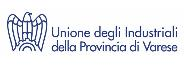 Unione degli Industriali
della Provincia di Varese